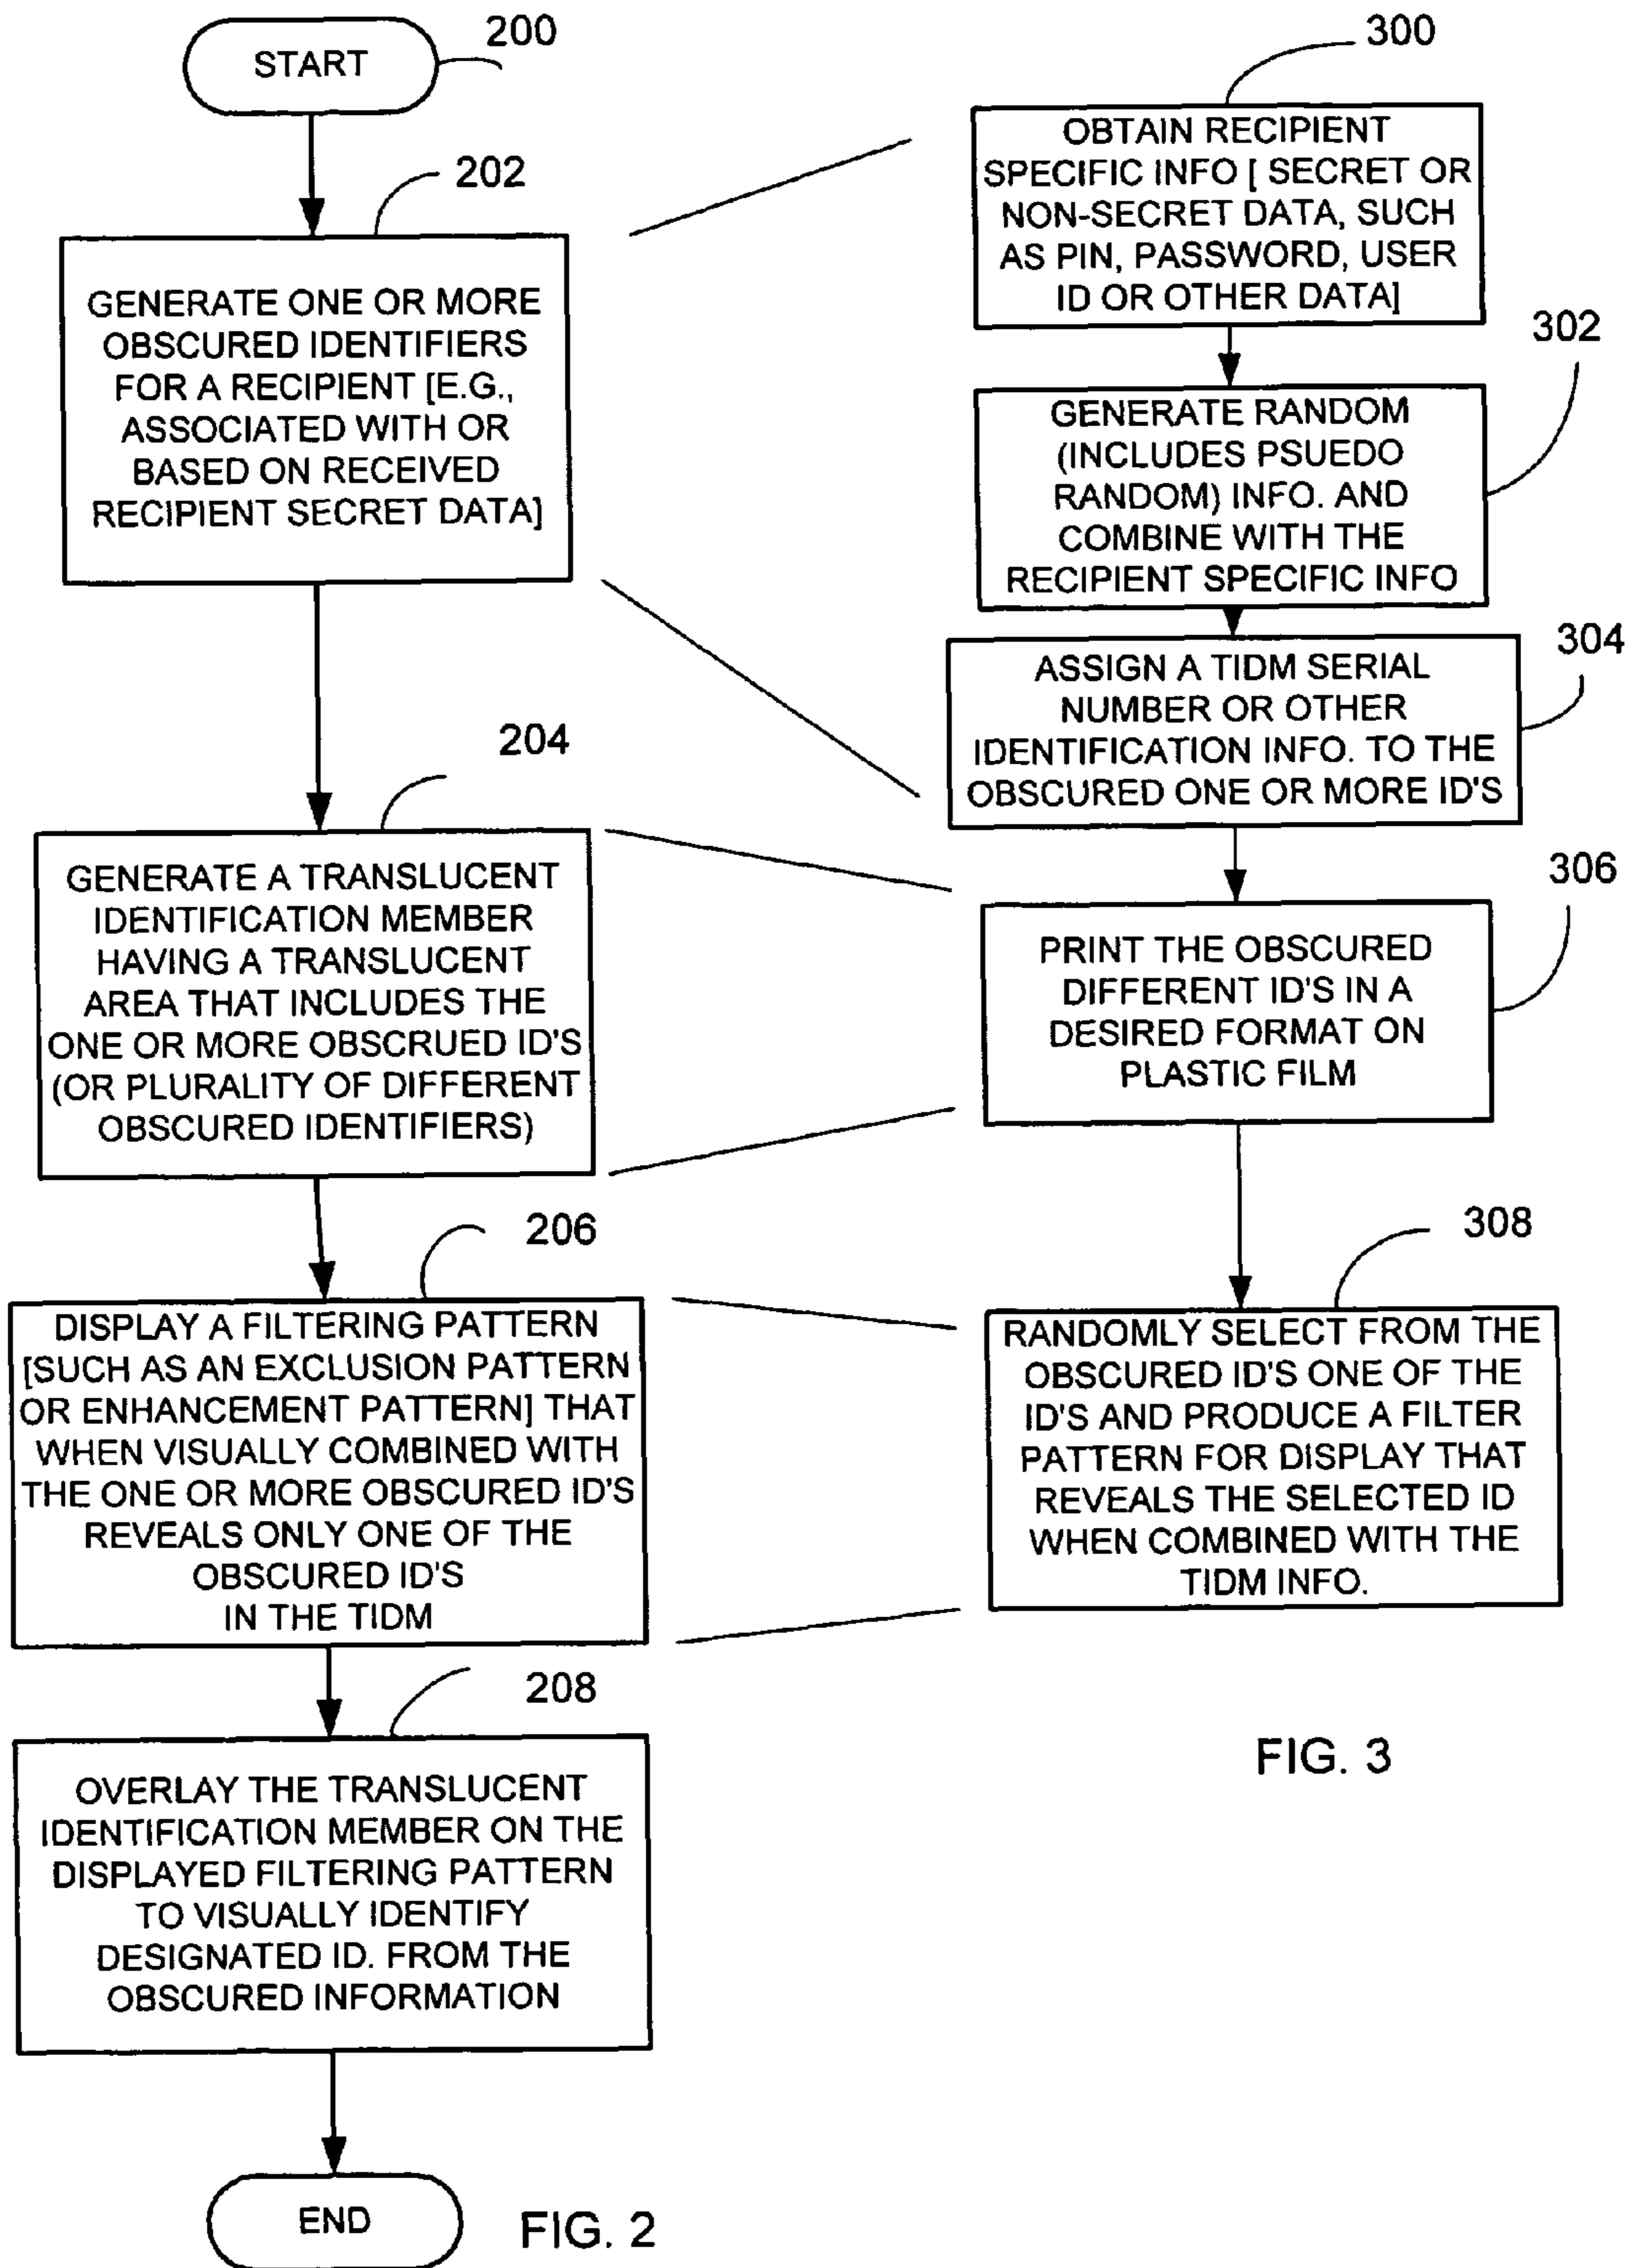 START
200
202
GENERATE ONE OR MORE
OBSCURED IDENTIFIERS
FOR A RECIPIENT [E.G.,
ASSOCIATED WITH OR
BASED ON RECEIVED
RECIPIENT SECRET DATA]
204
GENERATE A TRANSLUCENT
IDENTIFICATION MEMBER
HAVING A TRANSLUCENT
AREA THAT INCLUDES THE
ONE OR MORE OBSCRUED ID'S
(OR PLURALITY OF DIFFERENT
OBSCURED IDENTIFIERS)
206
DISPLAY A FILTERING PATTERN
[SUCH AS AN EXCLUSION PATTERN
OR ENHANCEMENT PATTERN] THAT
WHEN VISUALLY COMBINED WITH
THE ONE OR MORE OBSCURED ID'S
REVEALS ONLY ONE OF THE
OBSCURED ID'S
IN THE TIDM
208
OVERLAY THE TRANSLUCENT
IDENTIFICATION MEMBER ON THE
DISPLAYED FILTERING PATTERN
TO VISUALLY IDENTIFY
DESIGNATED ID. FROM THE
OBSCURED INFORMATION
END
FIG. 2
300
OBTAIN RECIPIENT
SPECIFIC INFO [ SECRET OR
NON-SECRET DATA, SUCH
AS PIN, PASSWORD, USER
ID OR OTHER DATA]
302
GENERATE RANDOM
(INCLUDES PSUEDO
RANDOM) INFO. AND
COMBINE WITH THE
RECIPIENT SPECIFIC INFO
304
ASSIGN A TIDM SERIAL
NUMBER OR OTHER
IDENTIFICATION INFO. TO THE
OBSCURED ONE OR MORE ID'S
306
PRINT THE OBSCURED
DIFFERENT ID'S IN A
DESIRED FORMAT ON
PLASTIC FILM
308
RANDOMLY SELECT FROM THE
OBSCURED ID'S ONE OF THE
ID'S AND PRODUCE A FILTER
PATTERN FOR DISPLAY THAT
REVEALS THE SELECTED ID
WHEN COMBINED WITH THE
TIDM INFO.
FIG. 3